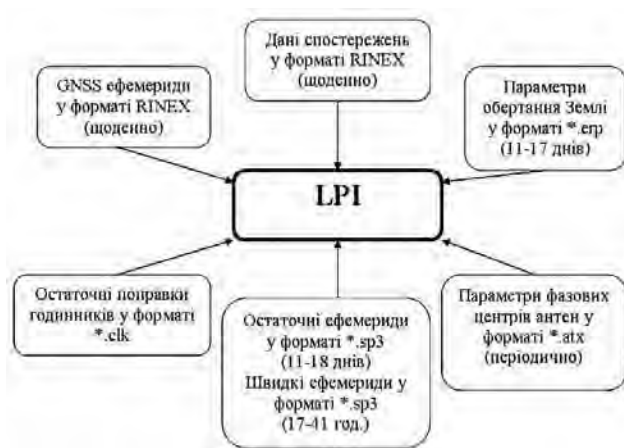 Дані спостережень
у форматі RINEX
(щоденно)
GNSS ефемериди
у форматі RINEX
(щоденно)
Параметри
обертання Землі
у форматі *.erp
(11-17 днів)
LPI
Остаточні поправки
годинників у форматі
*.clk
Остаточні ефемериди
у форматі *.sp3
(11-18 днів)
Швидкі ефемериди у
форматі *.sp3
(17-41 год.)
Параметри фазових
центрів антен у
форматі *.atx
(періодично)